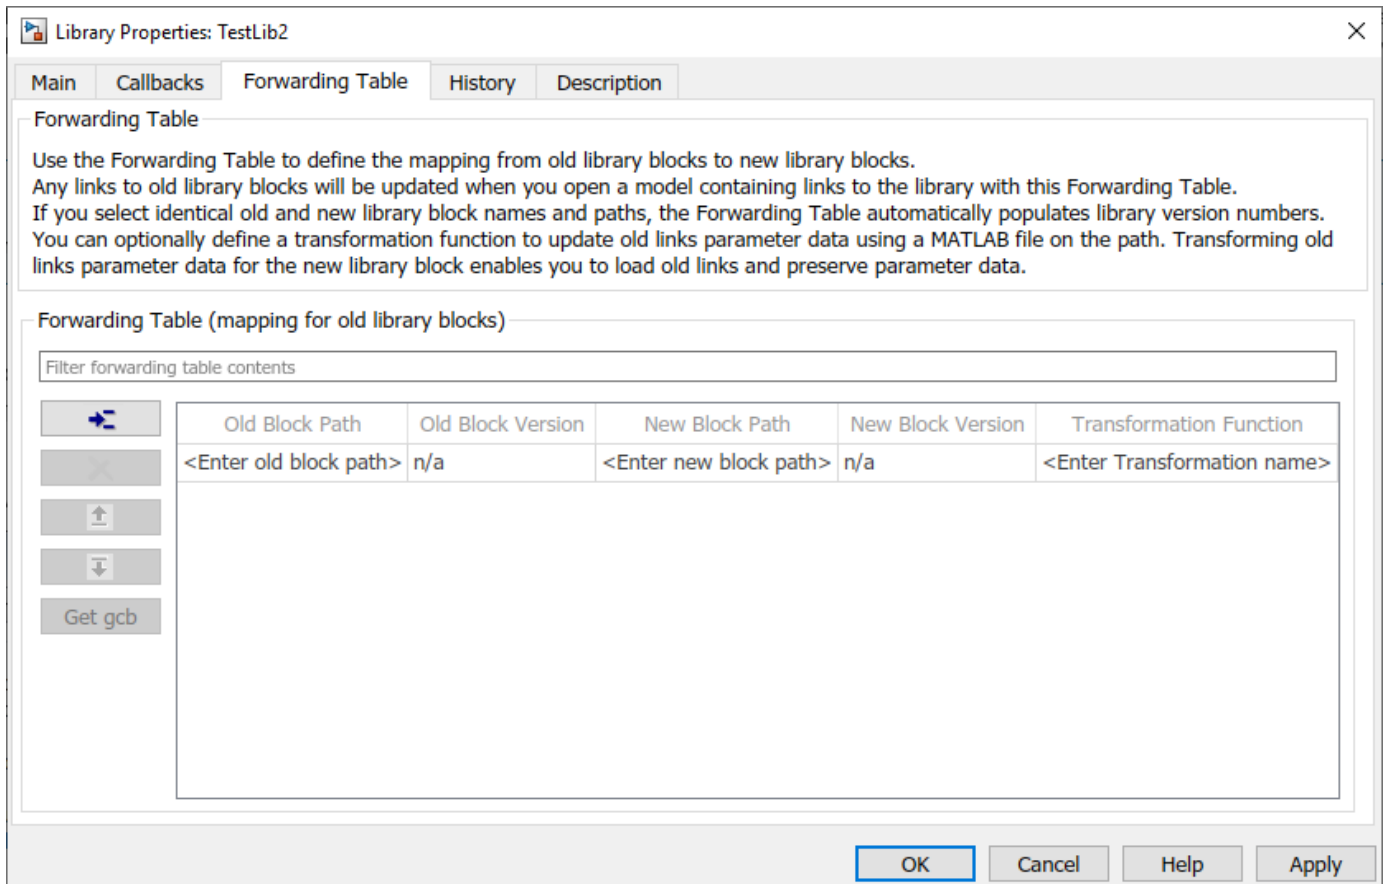 Library Properties: TestLib2
Main Callbacks Forwarding Table History Description
Forwarding Table
Use the Forwarding Table to define the mapping from old library blocks to new library blocks.
Any links to old library blocks will be updated when you open a model containing links to the library with this Forwarding Table.
If you select identical old and new library block names and paths, the Forwarding Table automatically populates library version numbers.
You can optionally define a transformation function to update old links parameter data using a MATLAB file on the path. Transforming old
links parameter data for the new library block enables you to load old links and preserve parameter data.
Forwarding Table (mapping for old library blocks)
Filter forwarding table contents
Old Block Path Old Block Version New Block Path New Block Version Transformation Function
<Enter old block path> n/a <Enter new block path> n/a <Enter Transformation name>
Get gcb
OK Cancel Help Apply